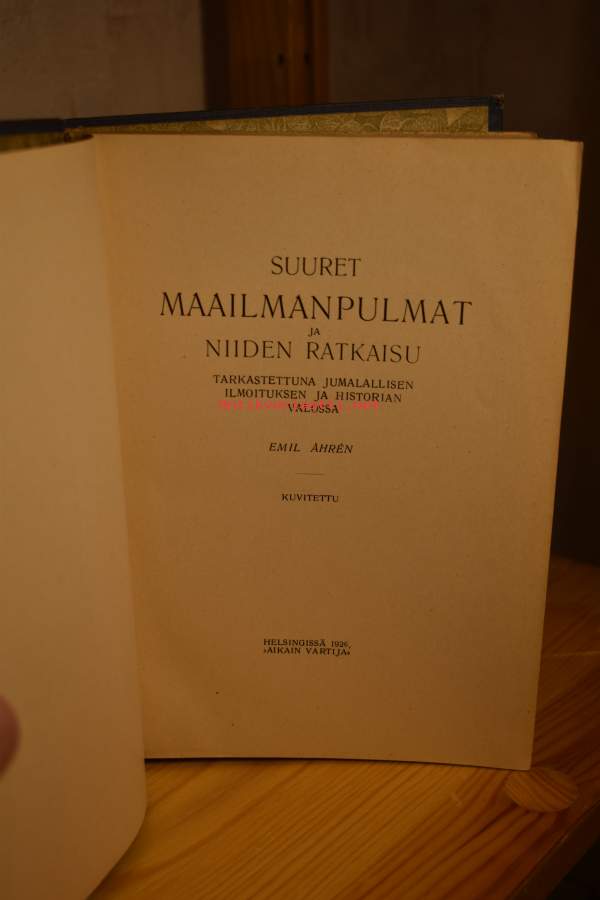 SUURET
MAAILMANPULMAT
JA
NIIDEN RATKAISU
TARKASTETTUNA JUMALALLISEN
ILMOITUKSEN JA HISTORIAN
VALOSSA
EMIL ÅHRÉN
KUVITETTU
HELSINGISSÄ 1926,
»AIKAIN VARTIJA»